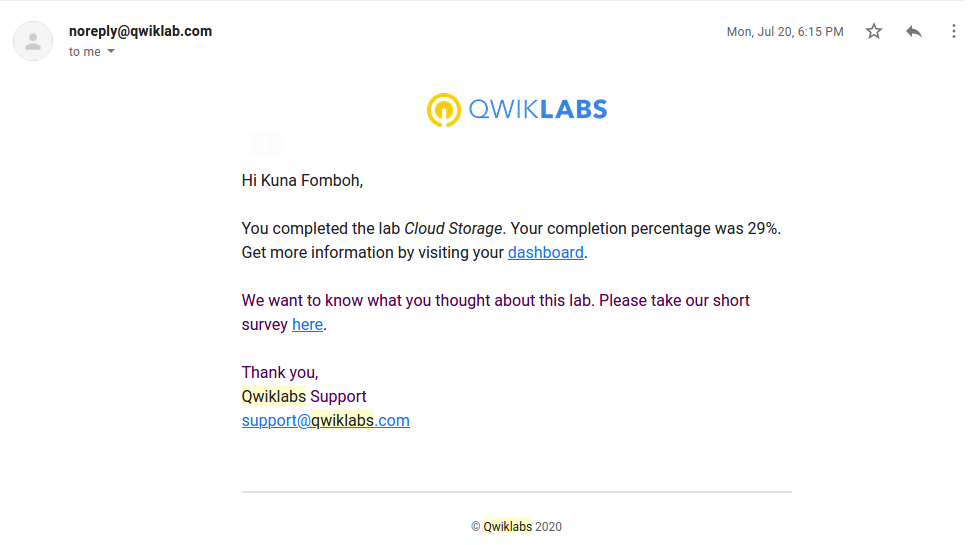 noreply@qwiklab.com
Mon, Jul 20, 6:15 PM
to me
QWIKLABS
Hi Kuna Fomboh,
You completed the lab Cloud Storage. Your completion percentage was 29%.
Get more information by visiting your dashboard.
We want to know what you thought about this lab. Please take our short
survey here.
Thank you,
Qwiklabs Support
support@qwiklabs.com
© Qwiklabs 2020